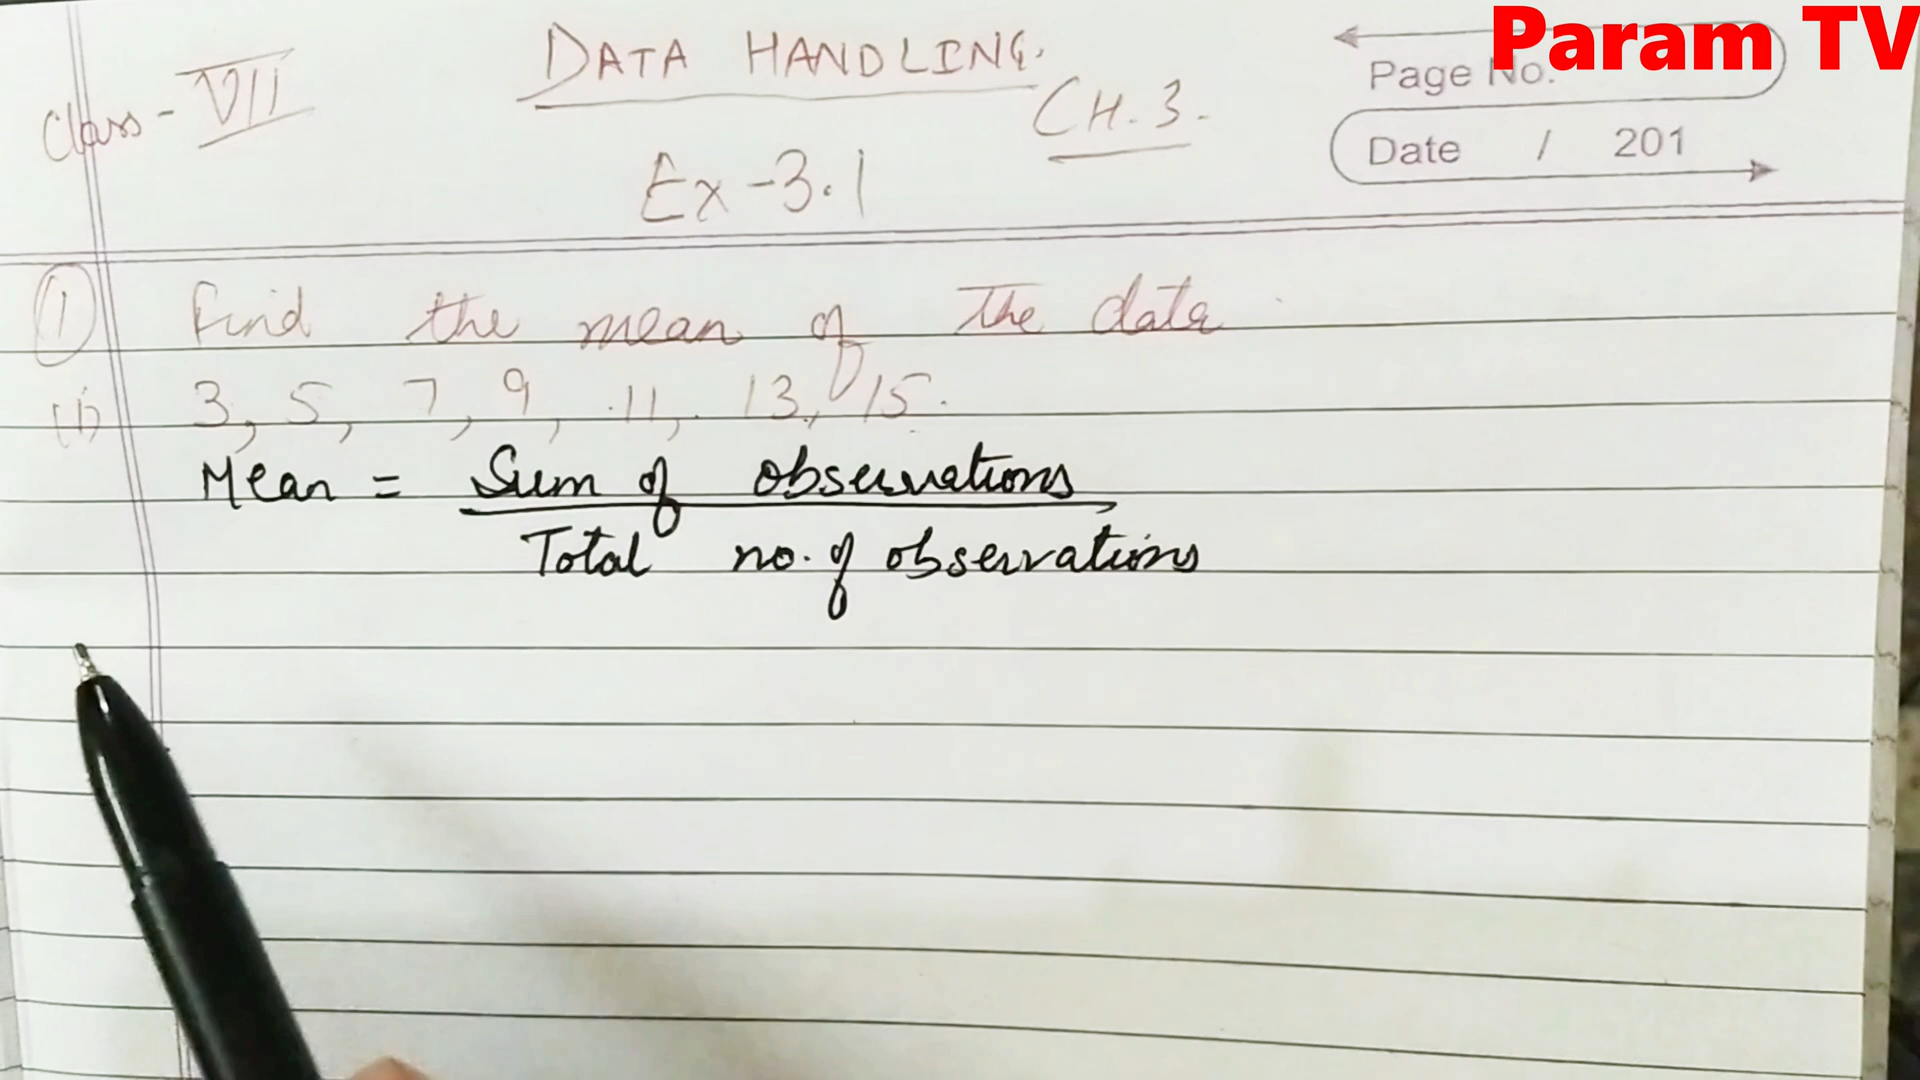 Param TV
Class - VII
DATA HANDLING.
CH. 3.
Page No.
Date / 201
Ex - 3.1
(1) Find the mean of the data
(i) 3, 5, 7, 9, 11, 13, 15.
Mean = Sum of observations
Total no. of observations